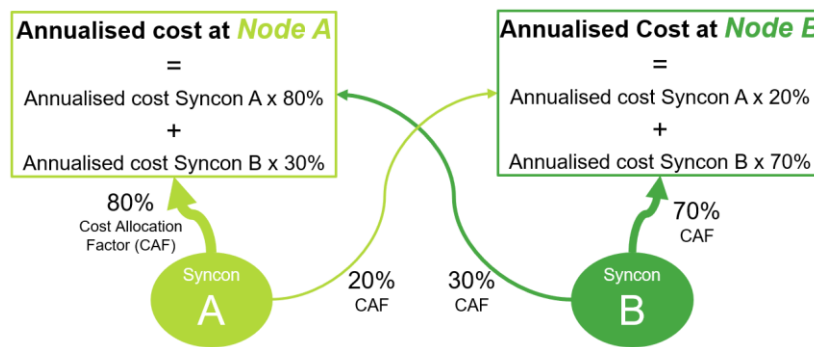 Annualised cost at Node A
=
Annualised cost Syncon A x 80%
+
Annualised cost Syncon B x 30%
Annualised Cost at Node B
=
Annualised cost Syncon A x 20%
+
Annualised cost Syncon B x 70%
80%
Cost Allocation
Factor (CAF)
70%
CAF
Syncon
A
20%
CAF
30%
CAF
Syncon
B